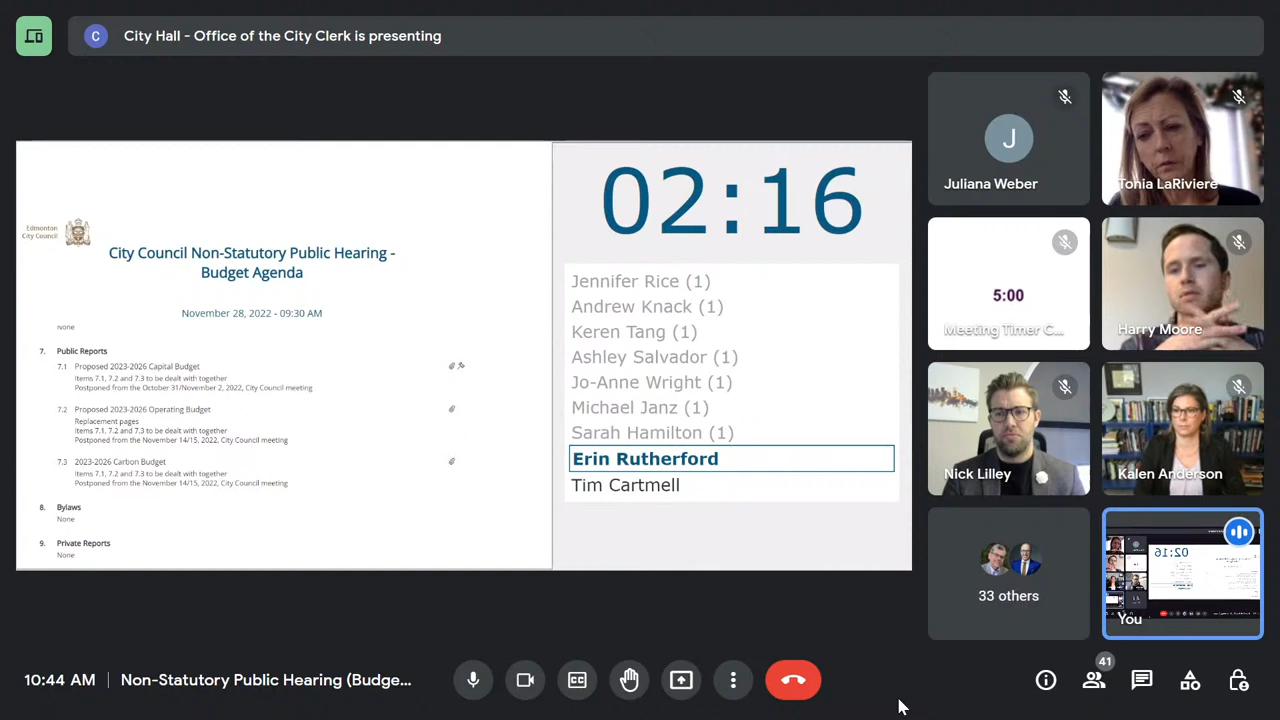 C
City Hall - Office of the City Clerk is presenting
Edmonton
City Council
City Council Non-Statutory Public Hearing -
Budget Agenda
November 28, 2022 - 09:30 AM
None
7. Public Reports
7.1 Proposed 2023-2026 Capital Budget
Items 7.1, 7.2 and 7.3 to be dealt with together
Postponed from the October 31/November 2, 2022, City Council meeting
7.2 Proposed 2023-2026 Operating Budget
Replacement pages
Items 7.1, 7.2 and 7.3 to be dealt with together
Postponed from the November 14/15, 2022, City Council meeting
7.3 2023-2026 Carbon Budget
Items 7.1, 7.2 and 7.3 to be dealt with together
Postponed from the November 14/15, 2022, City Council meeting
8. Bylaws
None
9. Private Reports
None
02:16
Jennifer Rice (1)
Andrew Knack (1)
Keren Tang (1)
Ashley Salvador (1)
Jo-Anne Wright (1)
Michael Janz (1)
Sarah Hamilton (1)
Erin Rutherford
Tim Cartmell
J
Juliana Weber
Tonia LaRiviere
5:00
Meeting Timer C...
Harry Moore
Nick Lilley
Kalen Anderson
33 others
02:16
You
10:44 AM
Non-Statutory Public Hearing (Budge...
41